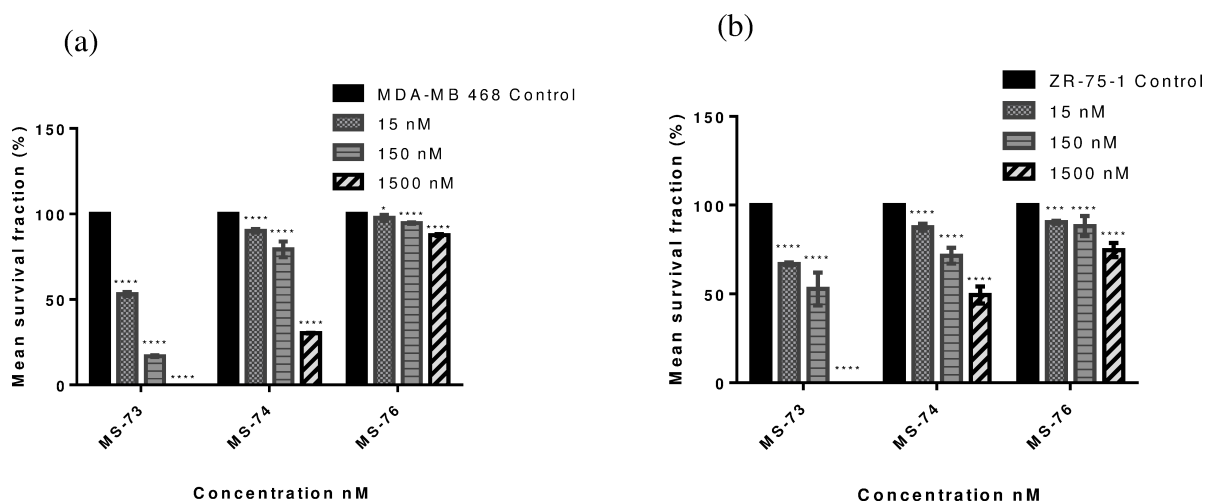 (a)
MDA-MB 468 Control
15 nM
150 nM
1500 nM
Mean survival fraction (%)
150
100
50
0
****
****
****
****
****
****
*
****
****
MS-73
MS-74
MS-76
Concentration nM
(b)
ZR-75-1 Control
15 nM
150 nM
1500 nM
Mean survival fraction (%)
150
100
50
0
****
****
****
****
****
****
***
****
****
MS-73
MS-74
MS-76
Concentration nM